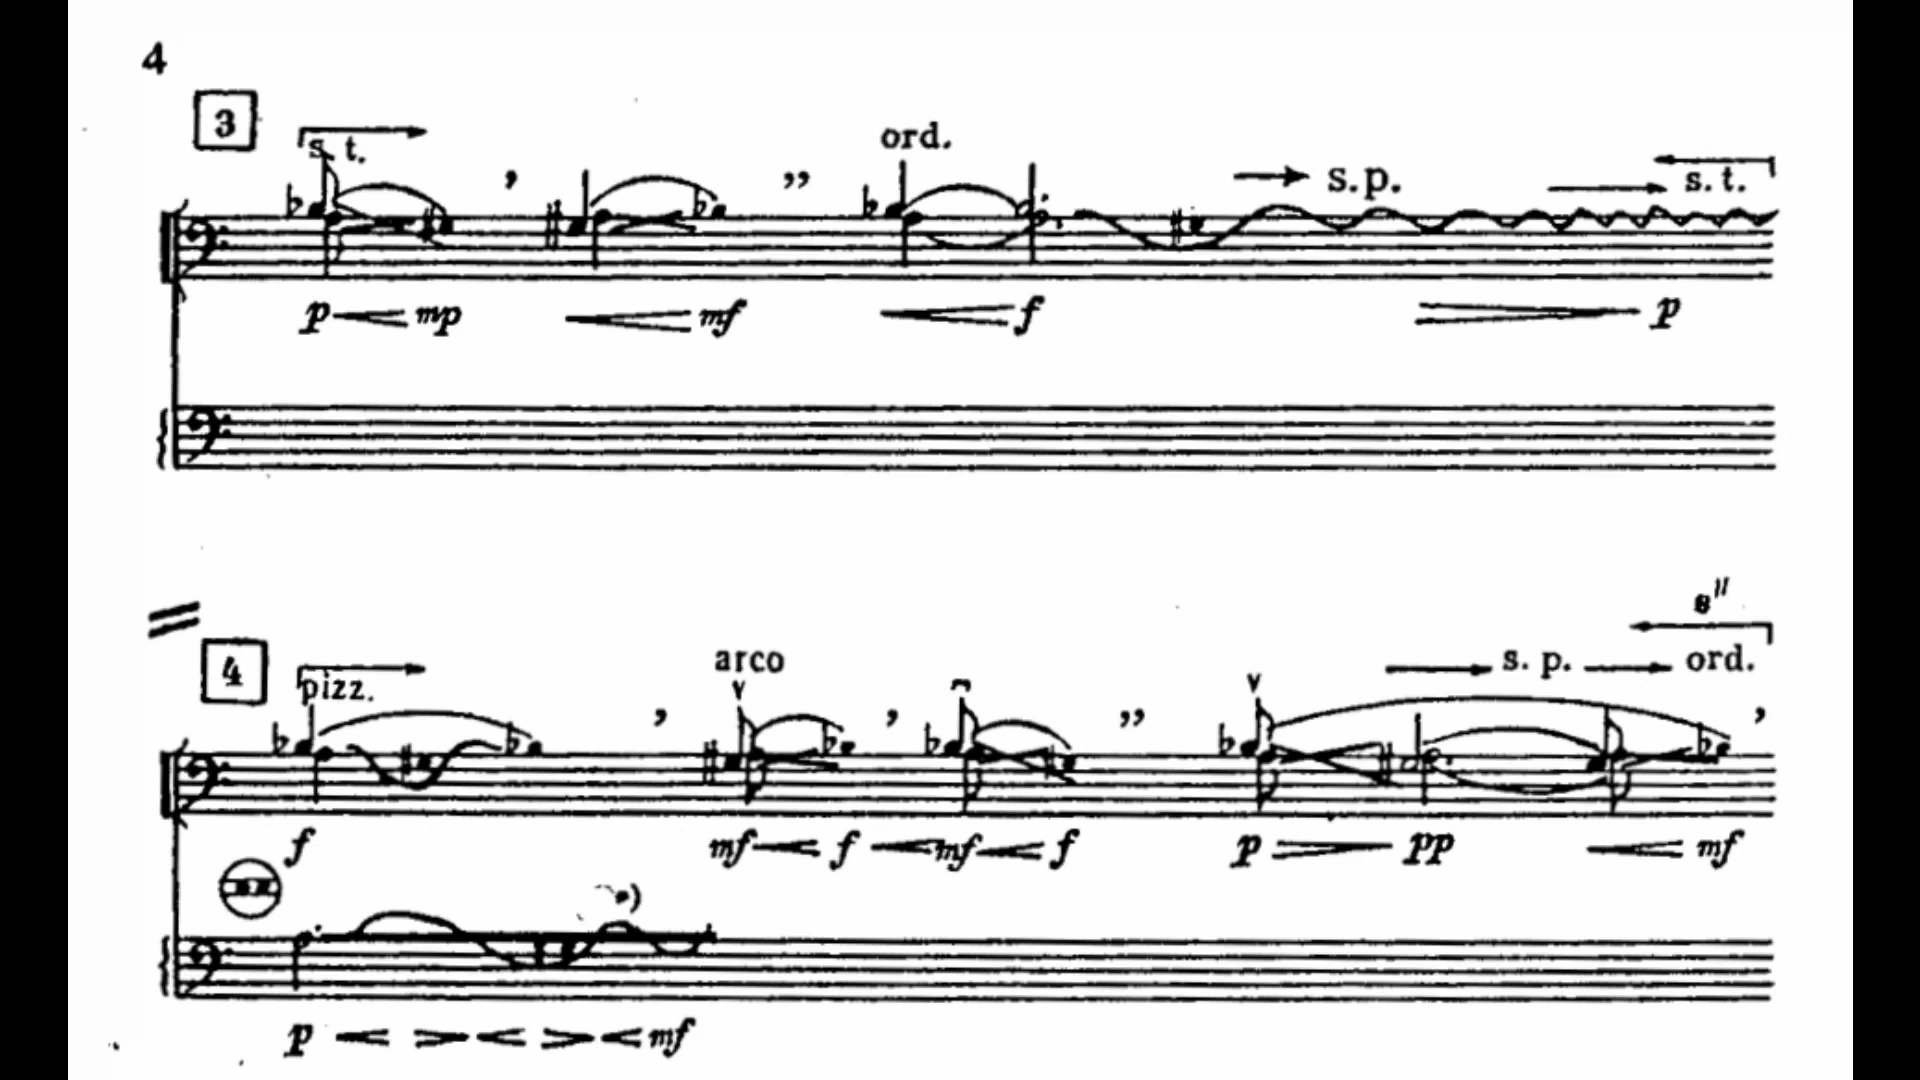 4
3
s. t.
ord.
s.p.
s. t.
p mp mf f p
4
8"
pizz.
arco
s. p.
ord.
f mf f mf f p pp mf
p mf